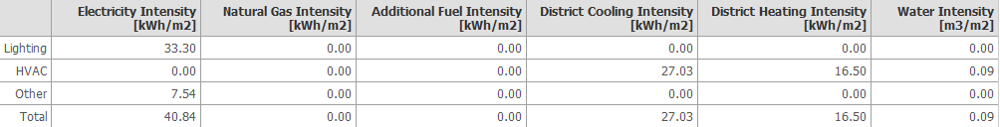 Electricity Intensity [kWh/m2] Natural Gas Intensity [kWh/m2] Additional Fuel Intensity [kWh/m2] District Cooling Intensity [kWh/m2] District Heating Intensity [kWh/m2] Water Intensity [m3/m2]
Lighting 33.30 0.00 0.00 0.00 0.00 0.00
HVAC 0.00 0.00 0.00 27.03 16.50 0.09
Other 7.54 0.00 0.00 0.00 0.00 0.00
Total 40.84 0.00 0.00 27.03 16.50 0.09